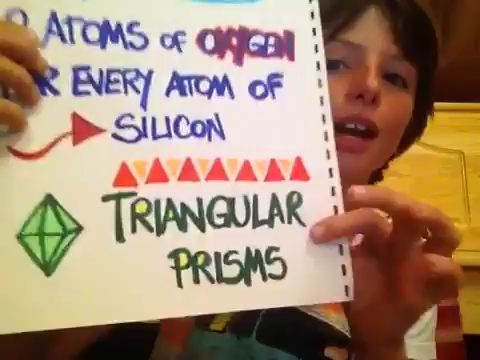 ATOMS of OXYGEN
EVERY ATOM OF
SILICON
TRIANGULAR
PRISMS